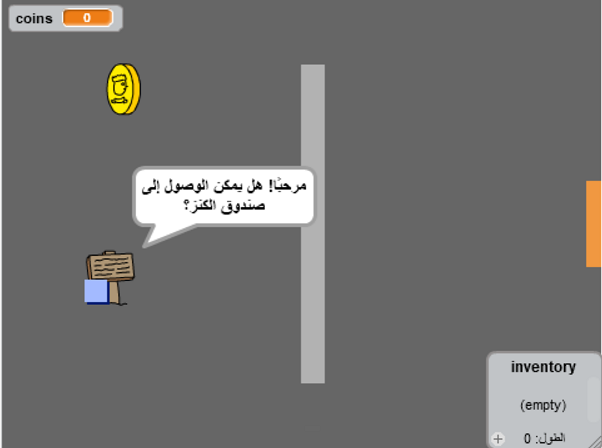 coins 0
مرحبًا! هل يمكن الوصول إلى
صندوق الكنز؟
inventory
(empty)
الطول: 0